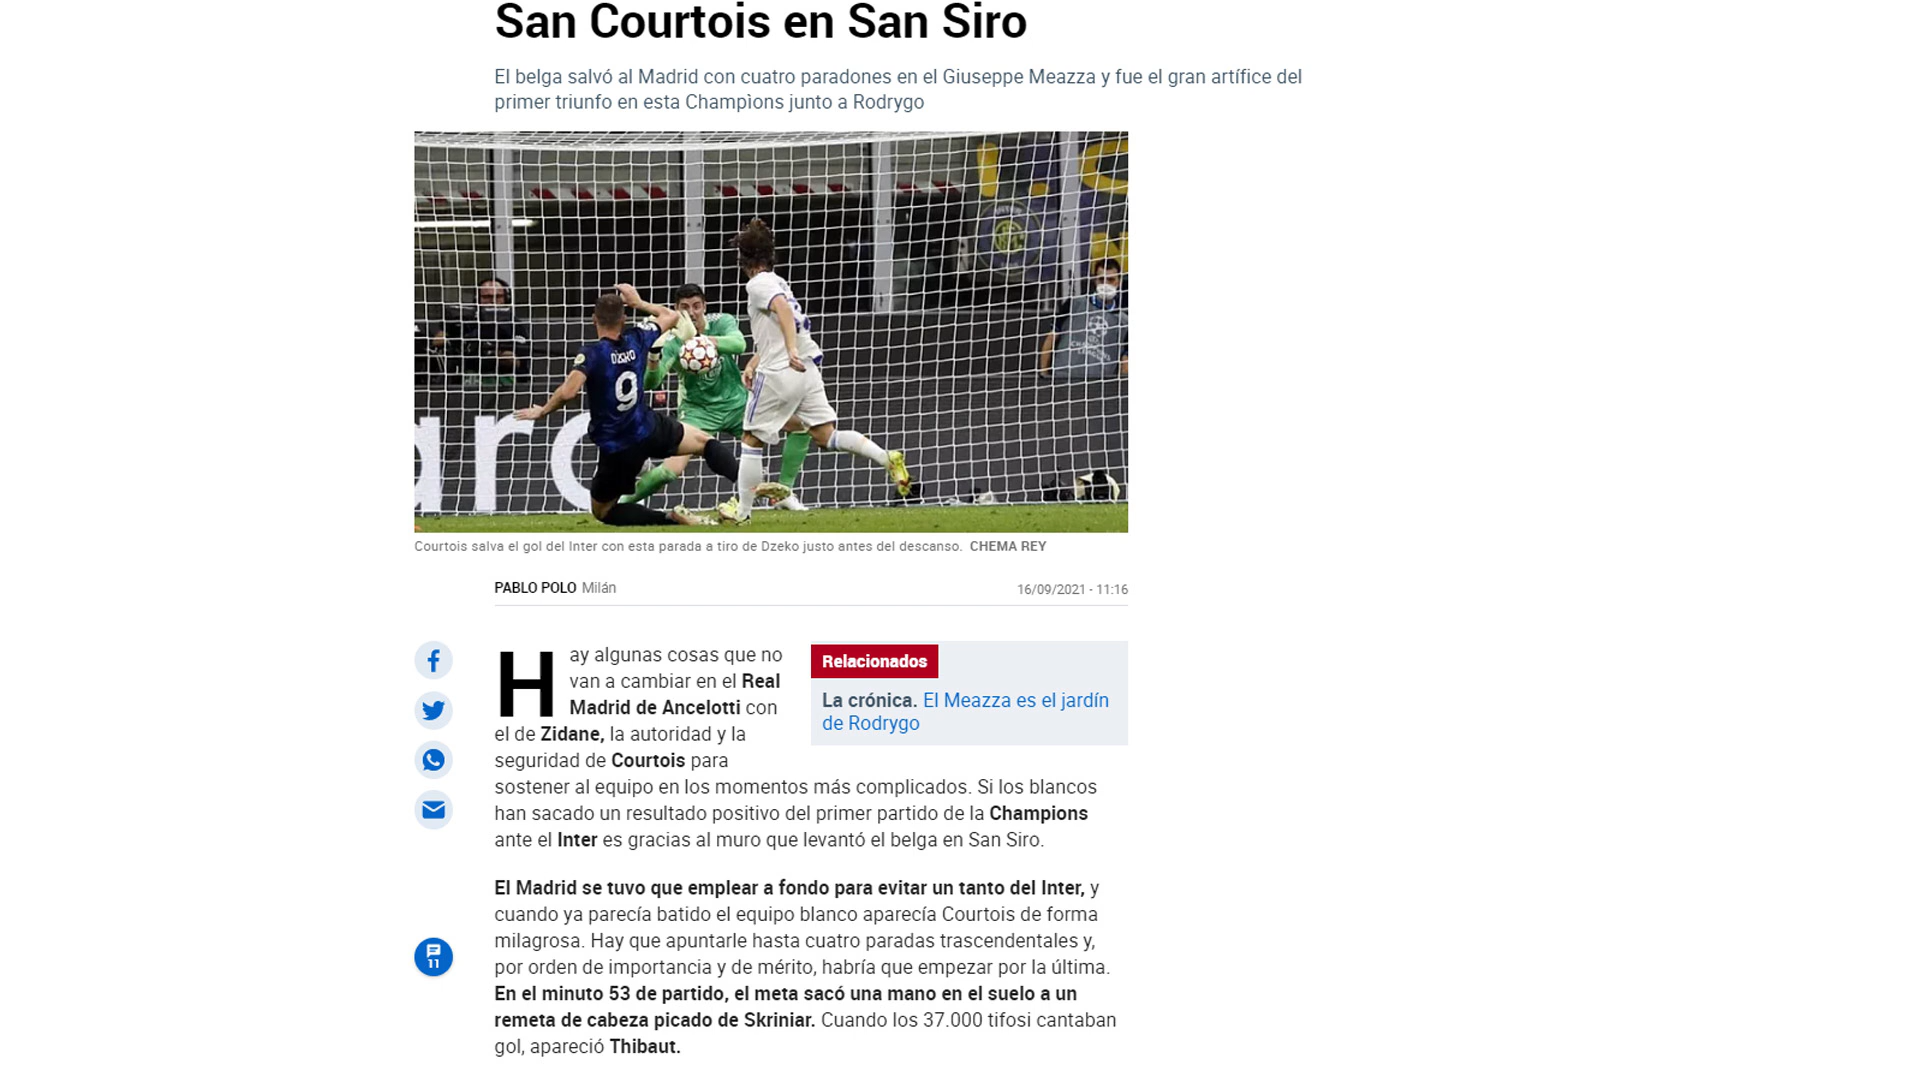 San Courtois en San Siro
El belga salvó al Madrid con cuatro paradones en el Giuseppe Meazza y fue el gran artífice del
primer triunfo en esta Champìons junto a Rodrygo
DZEKO
9
Courtois salva el gol del Inter con esta parada a tiro de Dzeko justo antes del descanso. CHEMA REY
PABLO POLO Milán
16/09/2021 - 11:16
Hay algunas cosas que no
van a cambiar en el Real
Madrid de Ancelotti con
el de Zidane, la autoridad y la
seguridad de Courtois para
sostener al equipo en los momentos más complicados. Si los blancos
han sacado un resultado positivo del primer partido de la Champions
ante el Inter es gracias al muro que levantó el belga en San Siro.
Relacionados
La crónica. El Meazza es el jardín
de Rodrygo
El Madrid se tuvo que emplear a fondo para evitar un tanto del Inter, y
cuando ya parecía batido el equipo blanco aparecía Courtois de forma
milagrosa. Hay que apuntarle hasta cuatro paradas trascendentales y,
por orden de importancia y de mérito, habría que empezar por la última.
En el minuto 53 de partido, el meta sacó una mano en el suelo a un
remeta de cabeza picado de Skriniar. Cuando los 37.000 tifosi cantaban
gol, apareció Thibaut.
11